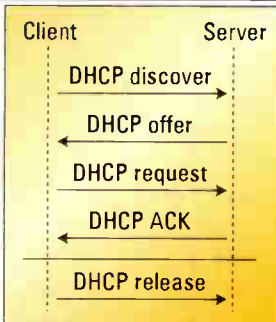 Client Server
DHCP discover
DHCP offer
DHCP request
DHCP ACK
DHCP release